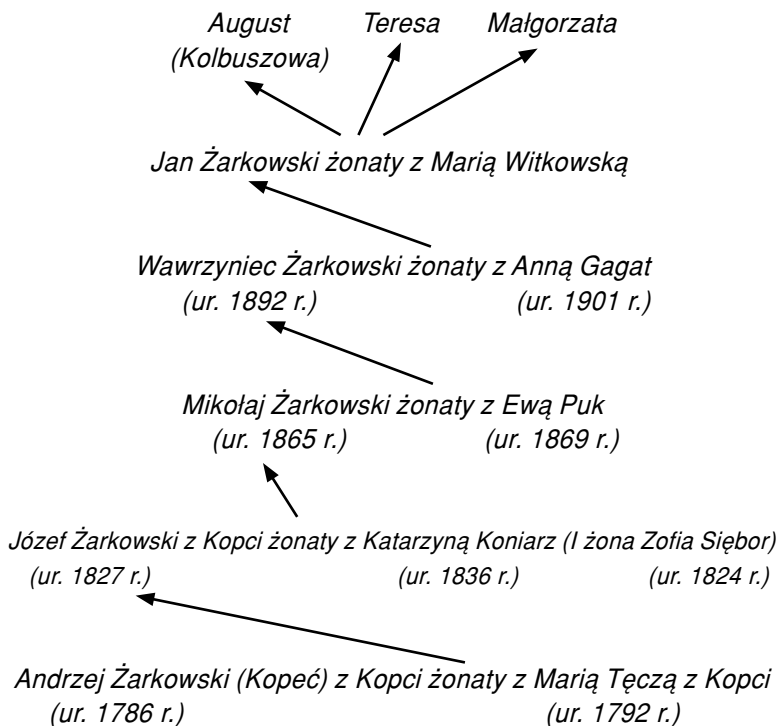 August Teresa Małgorzata
(Kolbuszowa)
Jan Żarkowski żonaty z Marią Witkowską
Wawrzyniec Żarkowski żonaty z Anną Gagat
(ur. 1892 r.) (ur. 1901 r.)
Mikołaj Żarkowski żonaty z Ewą Puk
(ur. 1865 r.) (ur. 1869 r.)
Józef Żarkowski z Kopci żonaty z Katarzyną Koniarz (I żona Zofia Siębor)
(ur. 1827 r.) (ur. 1836 r.) (ur. 1824 r.)
Andrzej Żarkowski (Kopeć) z Kopci żonaty z Marią Tęczą z Kopci
(ur. 1786 r.) (ur. 1792 r.)